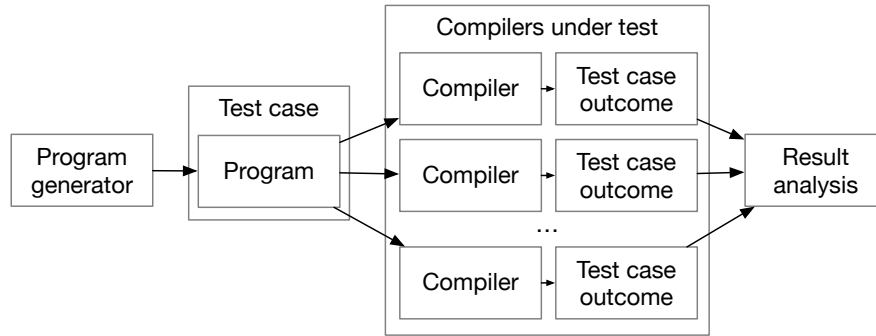 Compilers under test
Test case
Program
generator
Program
Compiler
Test case
outcome
Compiler
Test case
outcome
...
Compiler
Test case
outcome
Result
analysis